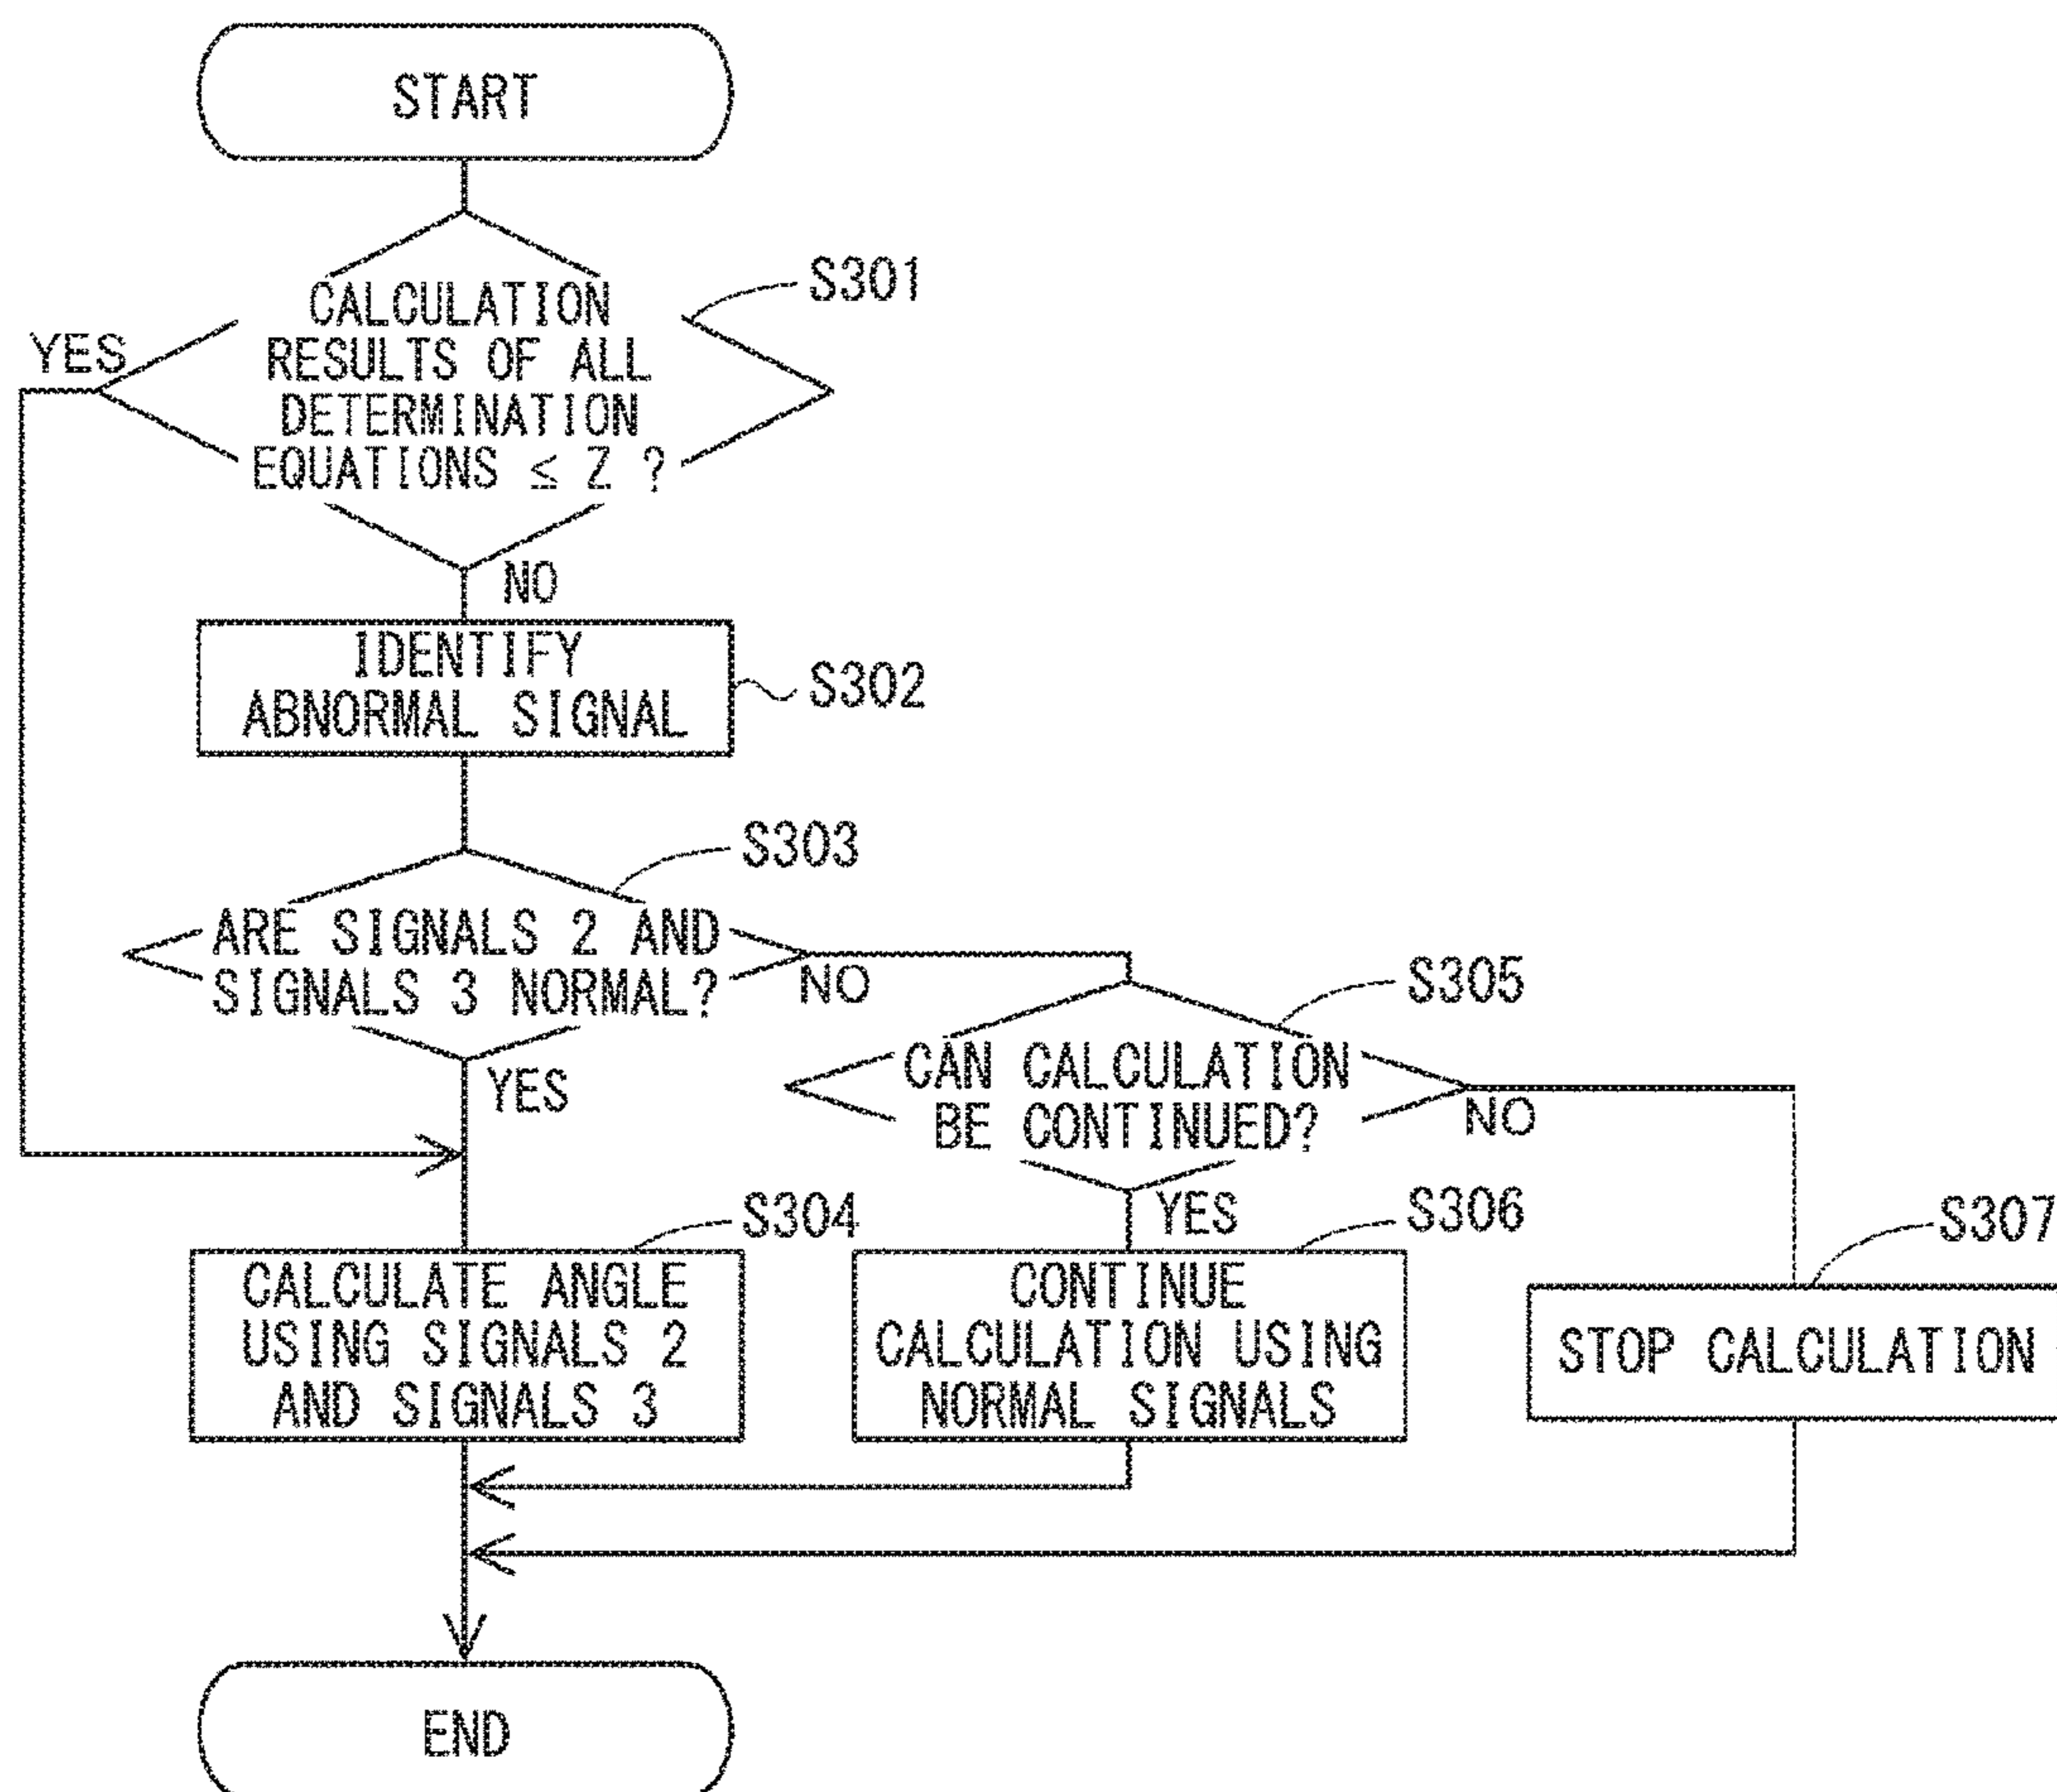 START
S301
CALCULATION
RESULTS OF ALL
DETERMINATION
EQUATIONS ≤ Z ?
YES
NO
IDENTIFY
ABNORMAL SIGNAL
S302
S303
ARE SIGNALS 2 AND
SIGNALS 3 NORMAL?
NO
YES
S305
CAN CALCULATION
BE CONTINUED?
NO
YES
S304
CALCULATE ANGLE
USING SIGNALS 2
AND SIGNALS 3
S306
CONTINUE
CALCULATION USING
NORMAL SIGNALS
S307
STOP CALCULATION
END